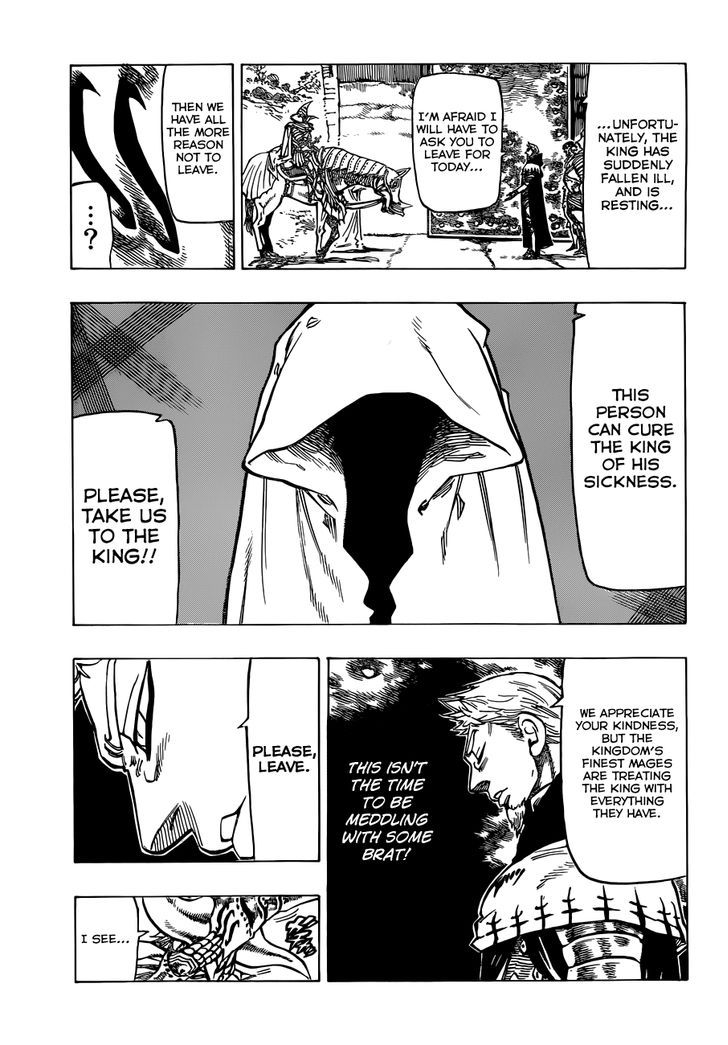 ...UNFORTU-
NATELY, THE
KING HAS
SUDDENLY
FALLEN ILL,
AND IS
RESTING...
I'M AFRAID I
WILL HAVE TO
ASK YOU TO
LEAVE FOR
TODAY...
THEN WE
HAVE ALL
THE MORE
REASON
NOT TO
LEAVE.
...?
THIS
PERSON
CAN CURE
THE KING
OF HIS
SICKNESS.
PLEASE,
TAKE US
TO THE
KING!!
WE APPRECIATE
YOUR KINDNESS,
BUT THE
KINGDOM'S
FINEST MAGES
ARE TREATING
THE KING WITH
EVERYTHING
THEY HAVE.
THIS ISN'T
THE TIME
TO BE
MEDDLING
WITH SOME
BRAT!
PLEASE,
LEAVE.
I SEE...